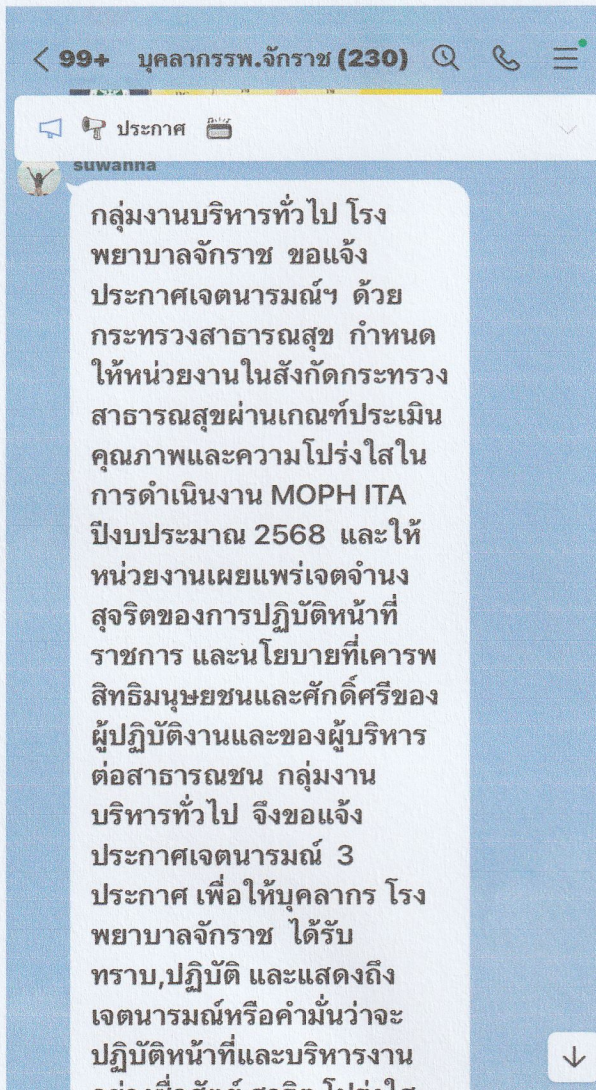 99+ บุคลากรรพ.จักราช (230)
ประกาศ
suwanna
กลุ่มงานบริหารทั่วไป โรง
พยาบาลจักราช ขอแจ้ง
ประกาศเจตนารมณ์ฯ ด้วย
กระทรวงสาธารณสุข กำหนด
ให้หน่วยงานในสังกัดกระทรวง
สาธารณสุขผ่านเกณฑ์ประเมิน
คุณภาพและความโปร่งใสใน
การดำเนินงาน MOPH ITA
ปีงบประมาณ 2568 และให้
หน่วยงานเผยแพร่เจตจำนง
สุจริตของการปฏิบัติหน้าที่
ราชการ และนโยบายที่เคารพ
สิทธิมนุษยชนและศักดิ์ศรีของ
ผู้ปฏิบัติงานและของผู้บริหาร
ต่อสาธารณชน กลุ่มงาน
บริหารทั่วไป จึงขอแจ้ง
ประกาศเจตนารมณ์ 3
ประกาศ เพื่อให้บุคลากร โรง
พยาบาลจักราช ได้รับ
ทราบ,ปฏิบัติ และแสดงถึง
เจตนารมณ์หรือคำมั่นว่าจะ
ปฏิบัติหน้าที่และบริหารงาน